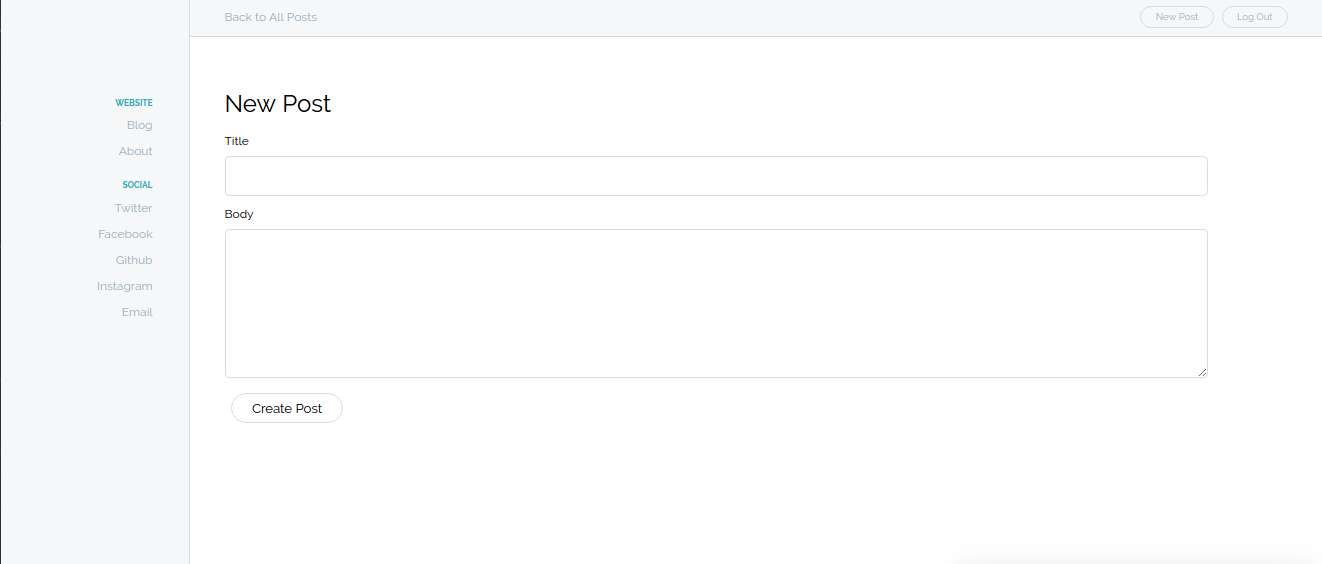 Back to All Posts
New Post
Log Out
WEBSITE
Blog
About
SOCIAL
Twitter
Facebook
Github
Instagram
Email
New Post
Title
Body
Create Post